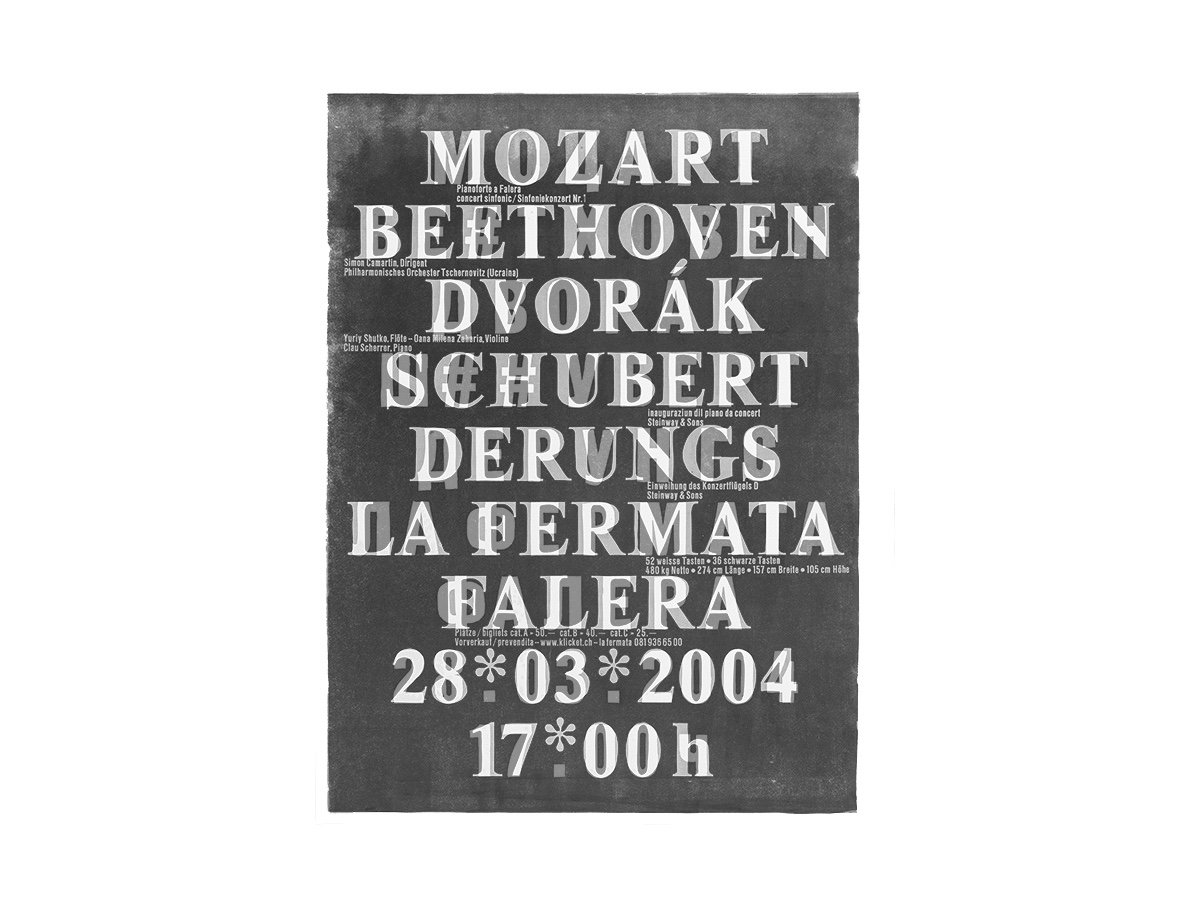 MOZART
Pianoforte a Falera
concert sinfonic/Sinfoniekonzert Nr.1
BEETHOVEN
Simon Camartin, Dirigent
Philharmonisches Orchester Tschernovitz (Ucraina)
DVORÁK
Yuriy Shutko, Flöte – Oana Milena Zeheria, Violine
Clau Scherrer, Piano
SCHUBERT
inauguraziun dil piano da concert
Steinway & Sons
DERUNGS
Einweihung des Konzertflügels D
Steinway & Sons
LA FERMATA
52 weisse Tasten • 36 schwarze Tasten
480 kg Netto • 274 cm Länge • 157 cm Breite • 105 cm Höhe
FALERA
Plätze / bigliets cat.A – 50.— cat.B – 40.— cat.C – 25.—
Vorverkauf/prevendita – www.klicket.ch – la fermata 081 936 65 00
28*03*2004
17*00 h